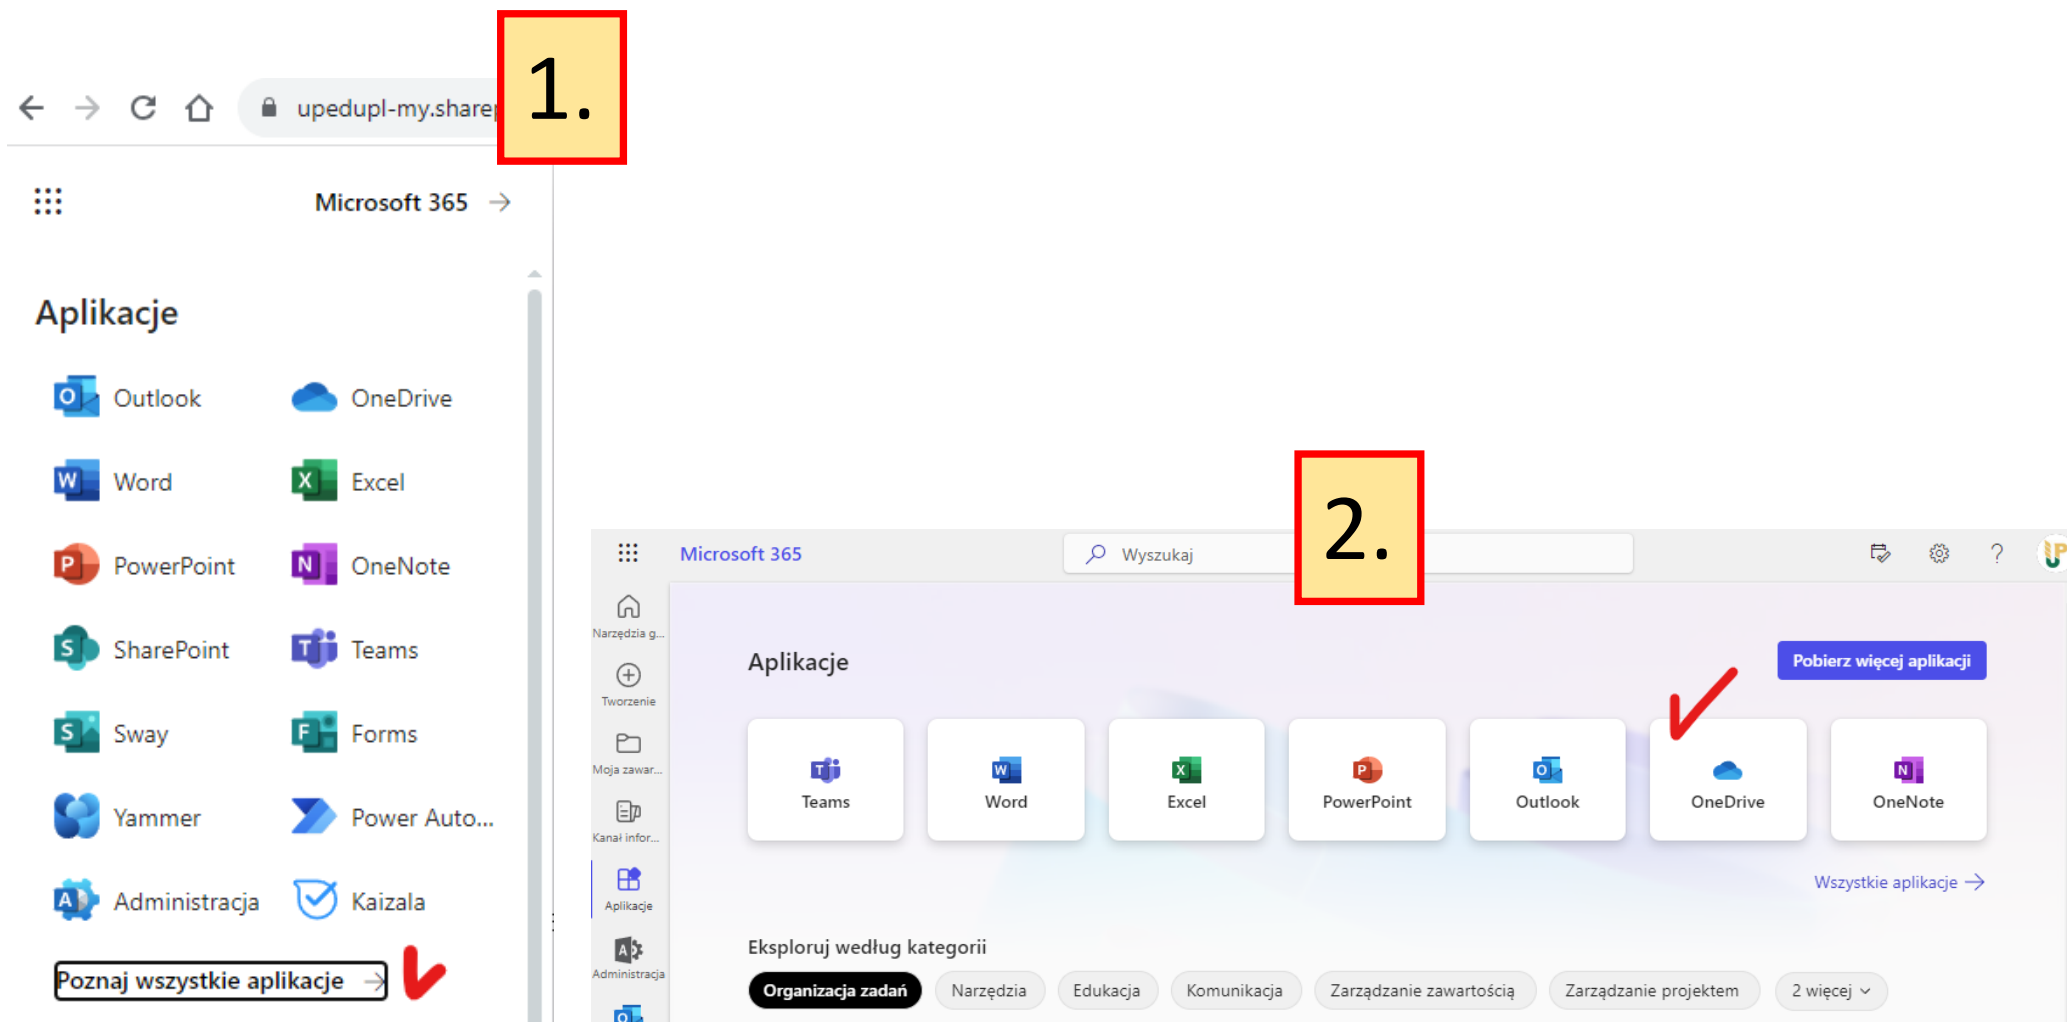 1.
upedupl-my.sharep
Microsoft 365
Aplikacje
Outlook
OneDrive
Word
Excel
PowerPoint
OneNote
SharePoint
Teams
Sway
Forms
Yammer
Power Auto...
Administracja
Kaizala
Poznaj wszystkie aplikacje
2.
Microsoft 365
Wyszukaj
Narzędzia g...
Tworzenie
Moja zawar...
Kanał infor...
Aplikacje
Administracja
Aplikacje
Pobierz więcej aplikacji
Teams
Word
Excel
PowerPoint
Outlook
OneDrive
OneNote
Wszystkie aplikacje
Eksploruj według kategorii
Organizacja zadań
Narzędzia
Edukacja
Komunikacja
Zarządzanie zawartością
Zarządzanie projektem
2 więcej